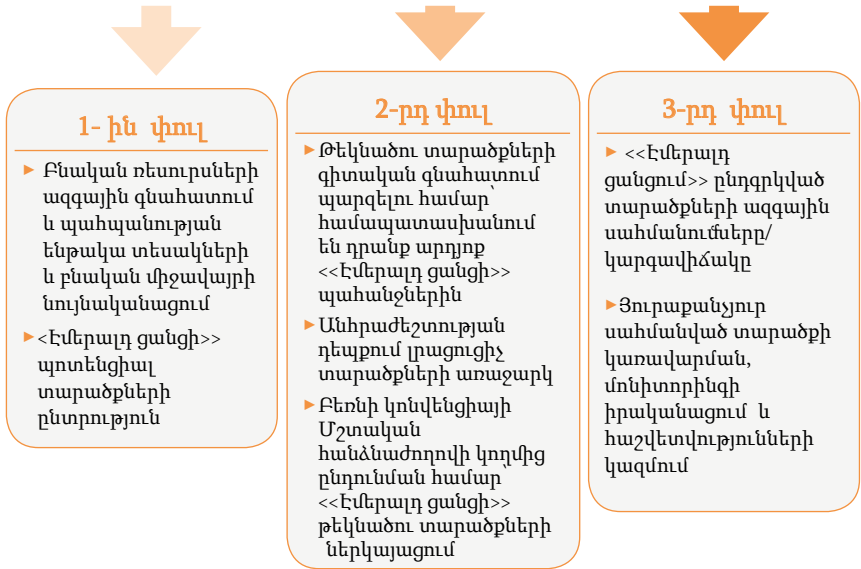 1- ին փուլ
► Բնական ռեսուրսների
ազգային գնահատում
և պահպանության
ենթակա տեսակների
և բնական միջավայրի
նույնականացում
►<Էմերալդ ցանցի>>
պոտենցիալ
տարածքների
ընտրություն
2-րդ փուլ
►Թեկնածու տարածքների
գիտական գնահատում
պարզելու համար՝
համապատասխանում
են դրանք արդյոք
<<Էմերալդ ցանցի>>
պահանջներին
►Անհրաժեշտության
դեպքում լրացուցիչ
տարածքների առաջարկ
►Բեռնի կոնվենցիայի
Մշտական
հանձնաժողովի կողմից
ընդունման համար՝
<<Էմերալդ ցանցի>>
թեկնածու տարածքների
ներկայացում
3-րդ փուլ
► <<Էմերալդ
ցանցում>> ընդգրկված
տարածքների ազգային
կարգավիճակը
►Յուրաքանչյուր
սահմանված տարածքի
կառավարման,
մոնիտորինգի
իրականացում և
հաշվետվությունների
կազմում